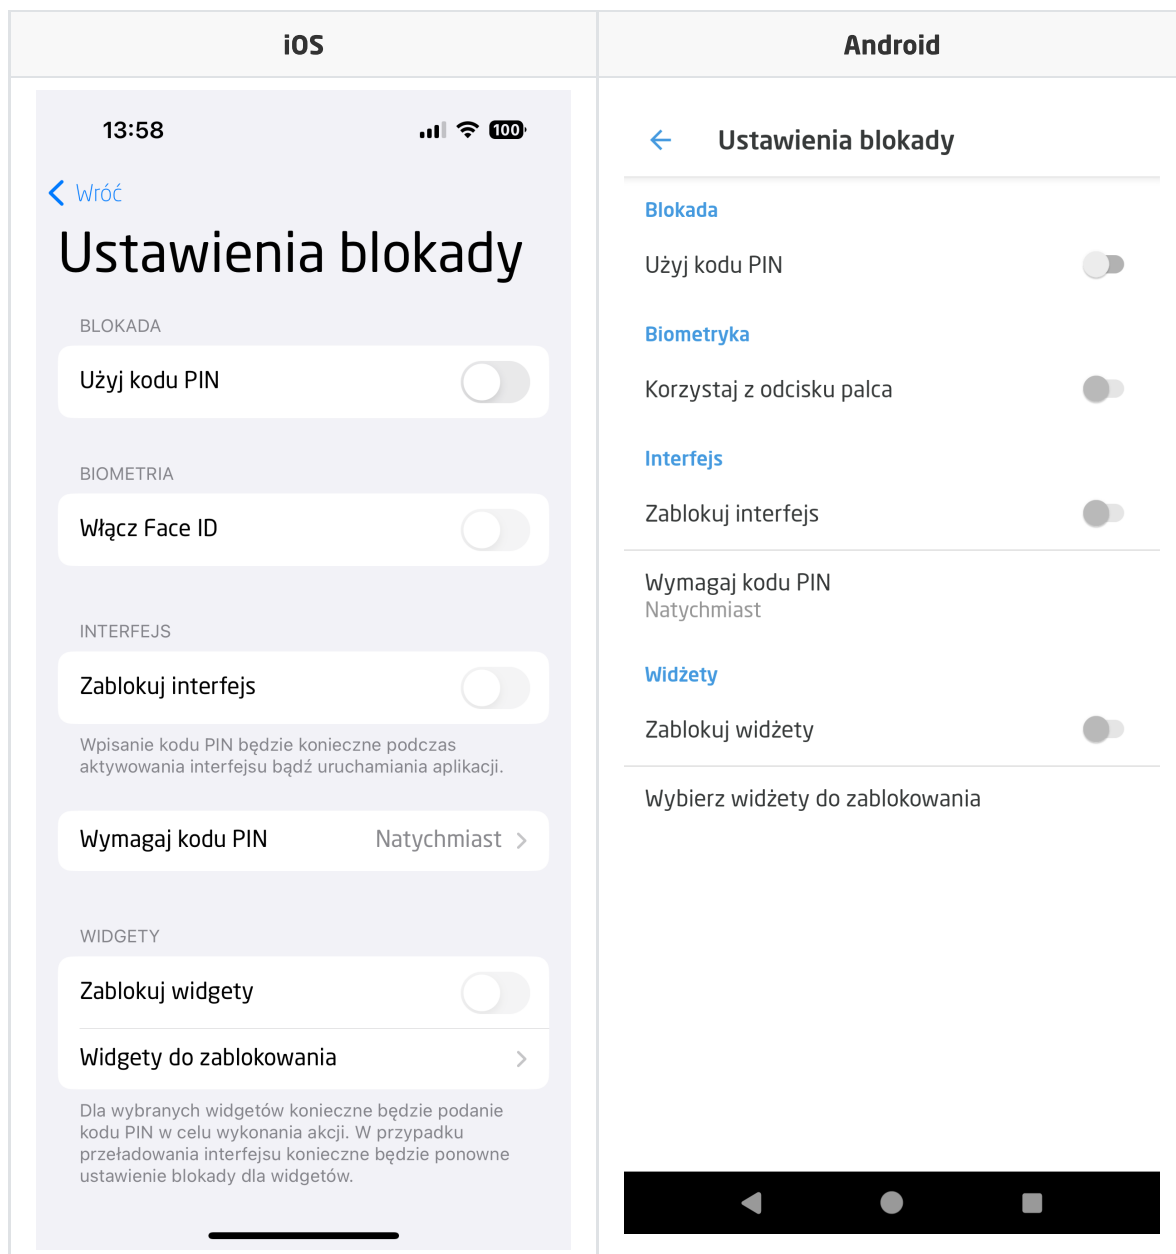 iOS
Android
13:58
100
Wróć
Ustawienia blokady
BLOKADA
Użyj kodu PIN
BIOMETRIA
Włącz Face ID
INTERFEJS
Zablokuj interfejs
Wpisanie kodu PIN będzie konieczne podczas
aktywowania interfejsu bądź uruchamiania aplikacji.
Wymagaj kodu PIN
Natychmiast
WIDGETY
Zablokuj widgety
Widgety do zablokowania
Dla wybranych widgetów konieczne będzie podanie
kodu PIN w celu wykonania akcji. W przypadku
przeładowania interfejsu konieczne będzie ponowne
ustawienie blokady dla widgetów.
Ustawienia blokady
Blokada
Użyj kodu PIN
Biometryka
Korzystaj z odcisku palca
Interfejs
Zablokuj interfejs
Wymagaj kodu PIN
Natychmiast
Widżety
Zablokuj widżety
Wybierz widżety do zablokowania